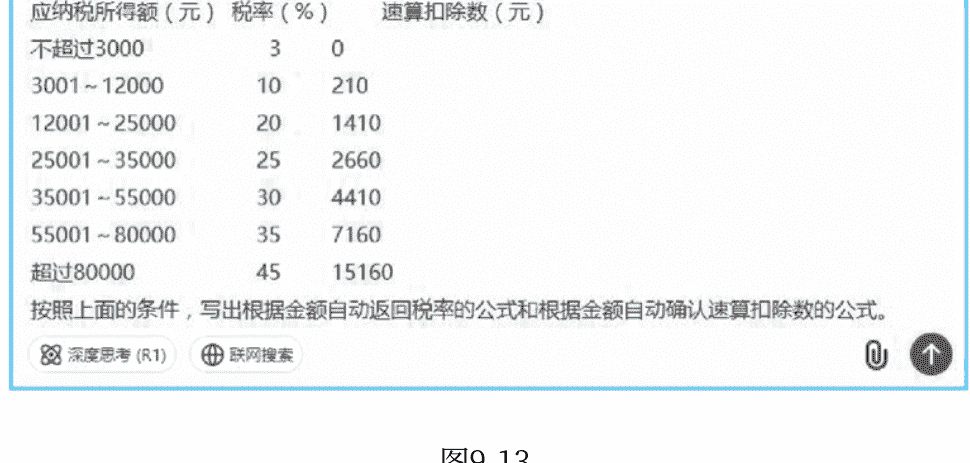 应纳税所得额（元） 税率（%） 速算扣除数（元）
不超过3000 3 0
3001~12000 10 210
12001~25000 20 1410
25001~35000 25 2660
35001~55000 30 4410
55001~80000 35 7160
超过80000 45 15160
按照上面的条件，写出根据金额自动返回税率的公式和根据金额自动确认速算扣除数的公式。
深度思考 (R1) 联网搜索
图9-13